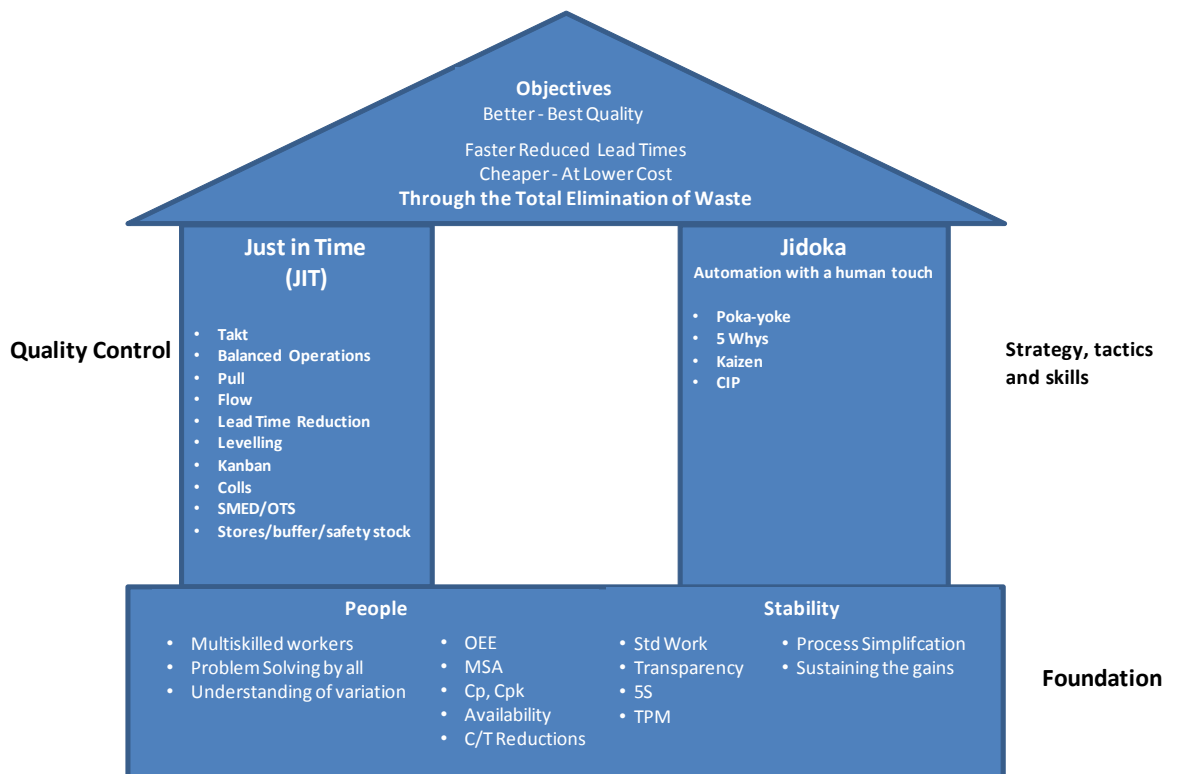 Objectives
Better - Best Quality
Faster Reduced Lead Times
Cheaper - At Lower Cost
Through the Total Elimination of Waste
Just in Time
(JIT)
• Takt
• Balanced Operations
• Pull
• Flow
• Lead Time Reduction
• Levelling
• Kanban
• Colls
• SMED/OTS
• Stores/buffer/safety stock
Jidoka
Automation with a human touch
• Poka-yoke
• 5 Whys
• Kaizen
• CIP
Quality Control
Strategy, tactics
and skills
People
• Multiskilled workers
• Problem Solving by all
• Understanding of variation
• OEE
• MSA
• Cp, Cpk
• Availability
• C/T Reductions
Stability
• Std Work
• Transparency
• 5S
• TPM
• Process Simplifcation
• Sustaining the gains
Foundation